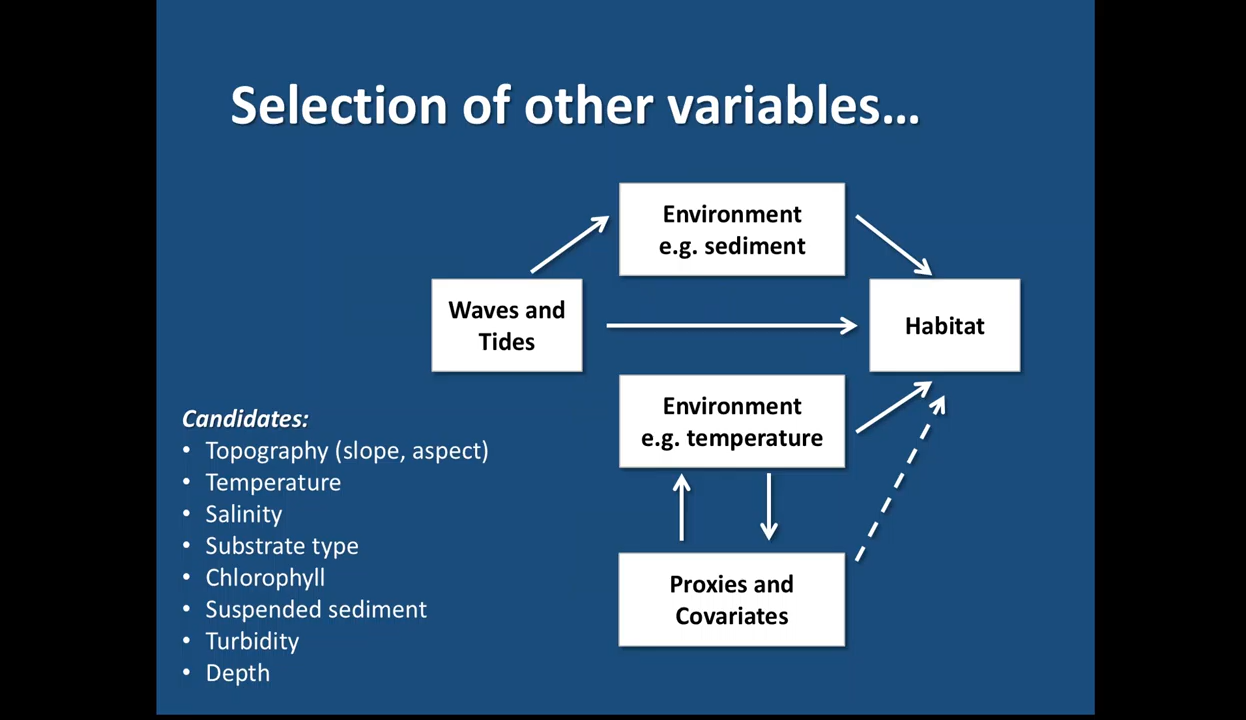 Selection of other variables...
Environment
e.g. sediment
Waves and
Tides
Habitat
Environment
e.g. temperature
Proxies and
Covariates
Candidates:
• Topography (slope, aspect)
• Temperature
• Salinity
• Substrate type
• Chlorophyll
• Suspended sediment
• Turbidity
• Depth